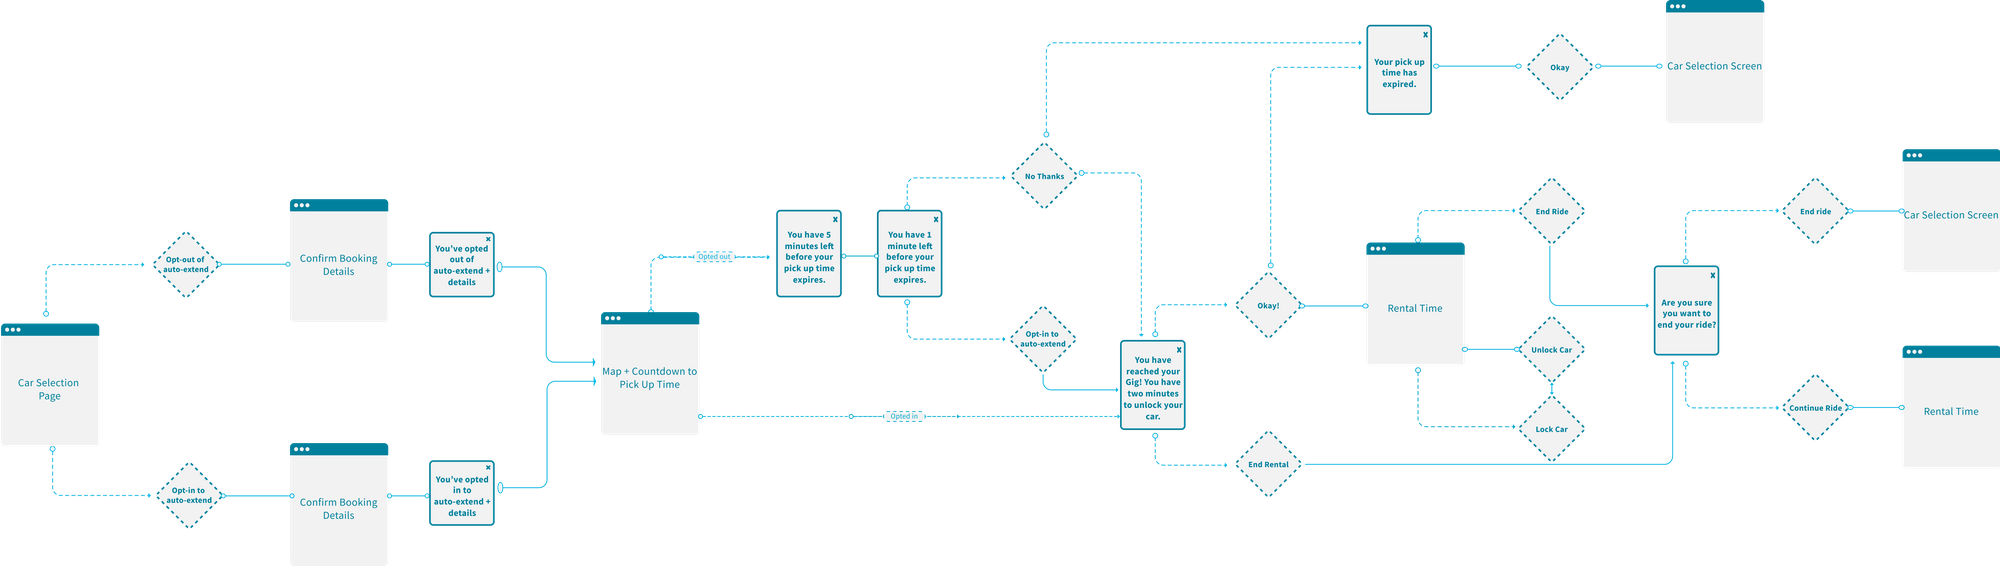 Car Selection
Page
Opt-out of
auto-extend
Opt-in to
auto-extend
Confirm Booking
Details
Confirm Booking
Details
x
You've opted
out of
auto-extend +
details
x
You've opted
in to
auto-extend +
details
Map + Countdown to
Pick Up Time
Opted out
Opted in
x
You have 5
minutes left
before your
pick up time
expires.
x
You have 1
minute left
before your
pick up time
expires.
No Thanks
Opt-in to
auto-extend
x
You have
reached your
Gig! You have
two minutes
to unlock your
car.
Okay!
End Rental
x
Your pick up
time has
expired.
Okay
Car Selection Screen
Rental Time
End Ride
Unlock Car
Lock Car
x
Are you sure
you want to
end your ride?
End ride
Car Selection Screen
Continue Ride
Rental Time